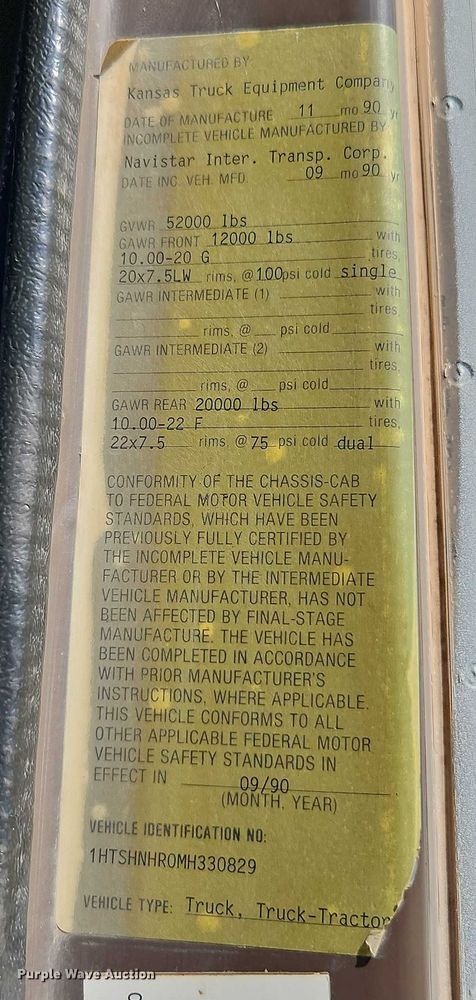 MANUFACTURED BY:
Kansas Truck Equipment Company
DATE OF MANUFACTURE 11 mo 90 yr
INCOMPLETE VEHICLE MANUFACTURED BY
Navistar Inter. Transp. Corp.
DATE INC. VEH. MFD. 09 mo 90 yr
GVWR 52000 lbs
GAWR FRONT 12000 lbs with
10.00-20 G tires,
20x7.5LW rims, @ 100 psi cold single
GAWR INTERMEDIATE (1) with
tires,
rims, @ psi cold
GAWR INTERMEDIATE (2) with
tires,
rims, @ psi cold
GAWR REAR 20000 lbs with
10.00-22 F tires,
22x7.5 rims, @ 75 psi cold dual
CONFORMITY OF THE CHASSIS-CAB
TO FEDERAL MOTOR VEHICLE SAFETY
STANDARDS, WHICH HAVE BEEN
PREVIOUSLY FULLY CERTIFIED BY
THE INCOMPLETE VEHICLE MANU-
FACTURER OR BY THE INTERMEDIATE
VEHICLE MANUFACTURER, HAS NOT
BEEN AFFECTED BY FINAL-STAGE
MANUFACTURE. THE VEHICLE HAS
BEEN COMPLETED IN ACCORDANCE
WITH PRIOR MANUFACTURER'S
INSTRUCTIONS, WHERE APPLICABLE.
THIS VEHICLE CONFORMS TO ALL
OTHER APPLICABLE FEDERAL MOTOR
VEHICLE SAFETY STANDARDS IN
EFFECT IN 09/90
(MONTH, YEAR)
VEHICLE IDENTIFICATION NO:
1HTSHNHROMH330829
VEHICLE TYPE: Truck, Truck-Tractor
Purple Wave Auction